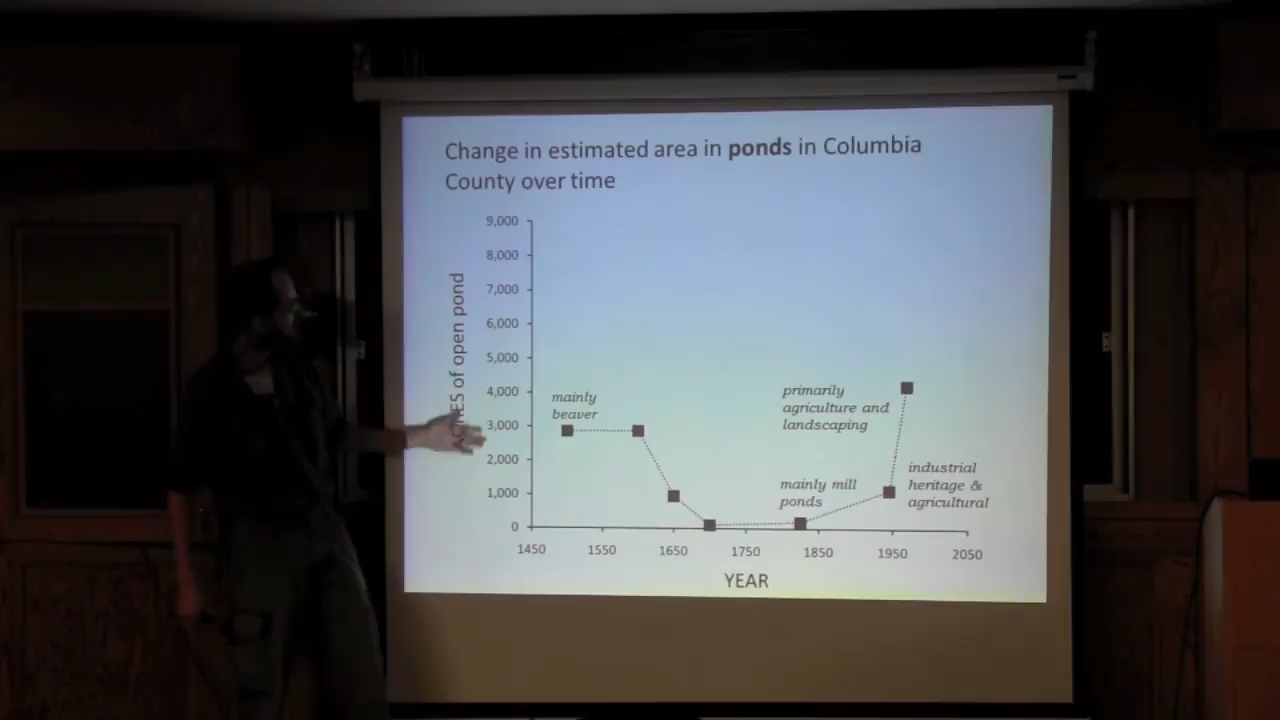 Change in estimated area in ponds in Columbia
County over time
9,000
8,000
7,000
6,000
5,000
4,000
3,000
2,000
1,000
0
ACRES of open pond
mainly
beaver
primarily
agriculture and
landscaping
mainly mill
ponds
industrial
heritage &
agricultural
1450
1550
1650
1750
1850
1950
2050
YEAR